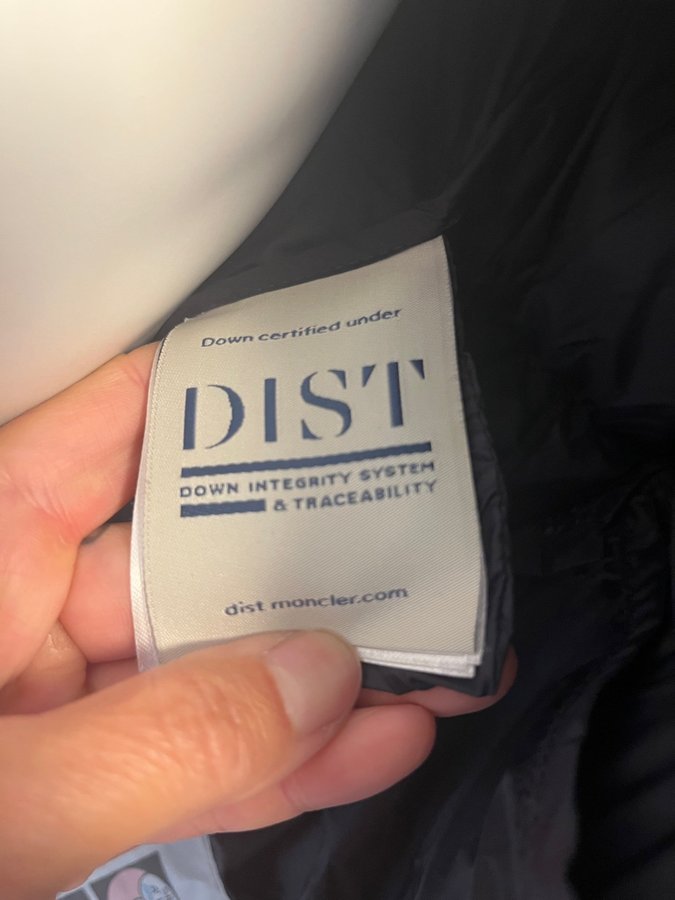 Down certified under
DIST
DOWN INTEGRITY SYSTEM
& TRACEABILITY
dist moncler.com